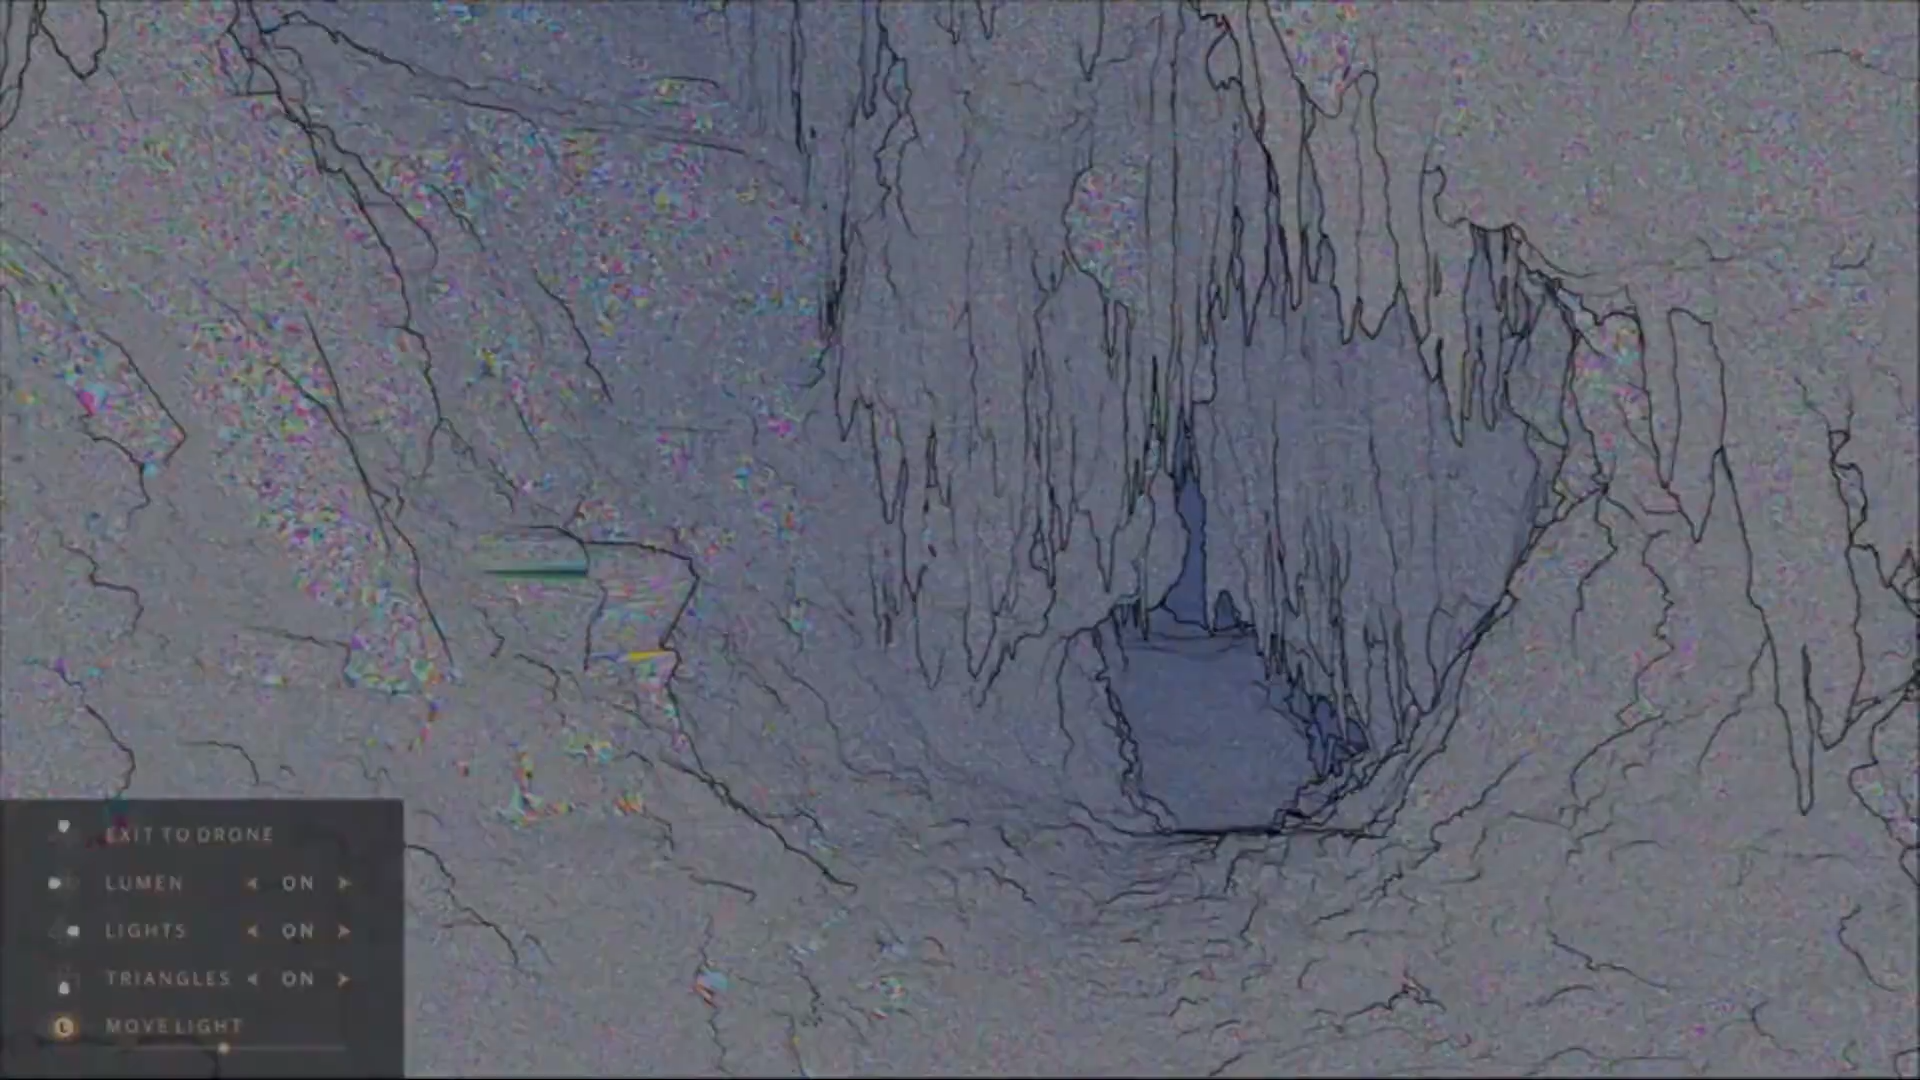 EXIT TO DRONE
LUMEN ◄ ON ►
LIGHTS ◄ ON ►
TRIANGLES ◄ ON ►
L MOVE LIGHT